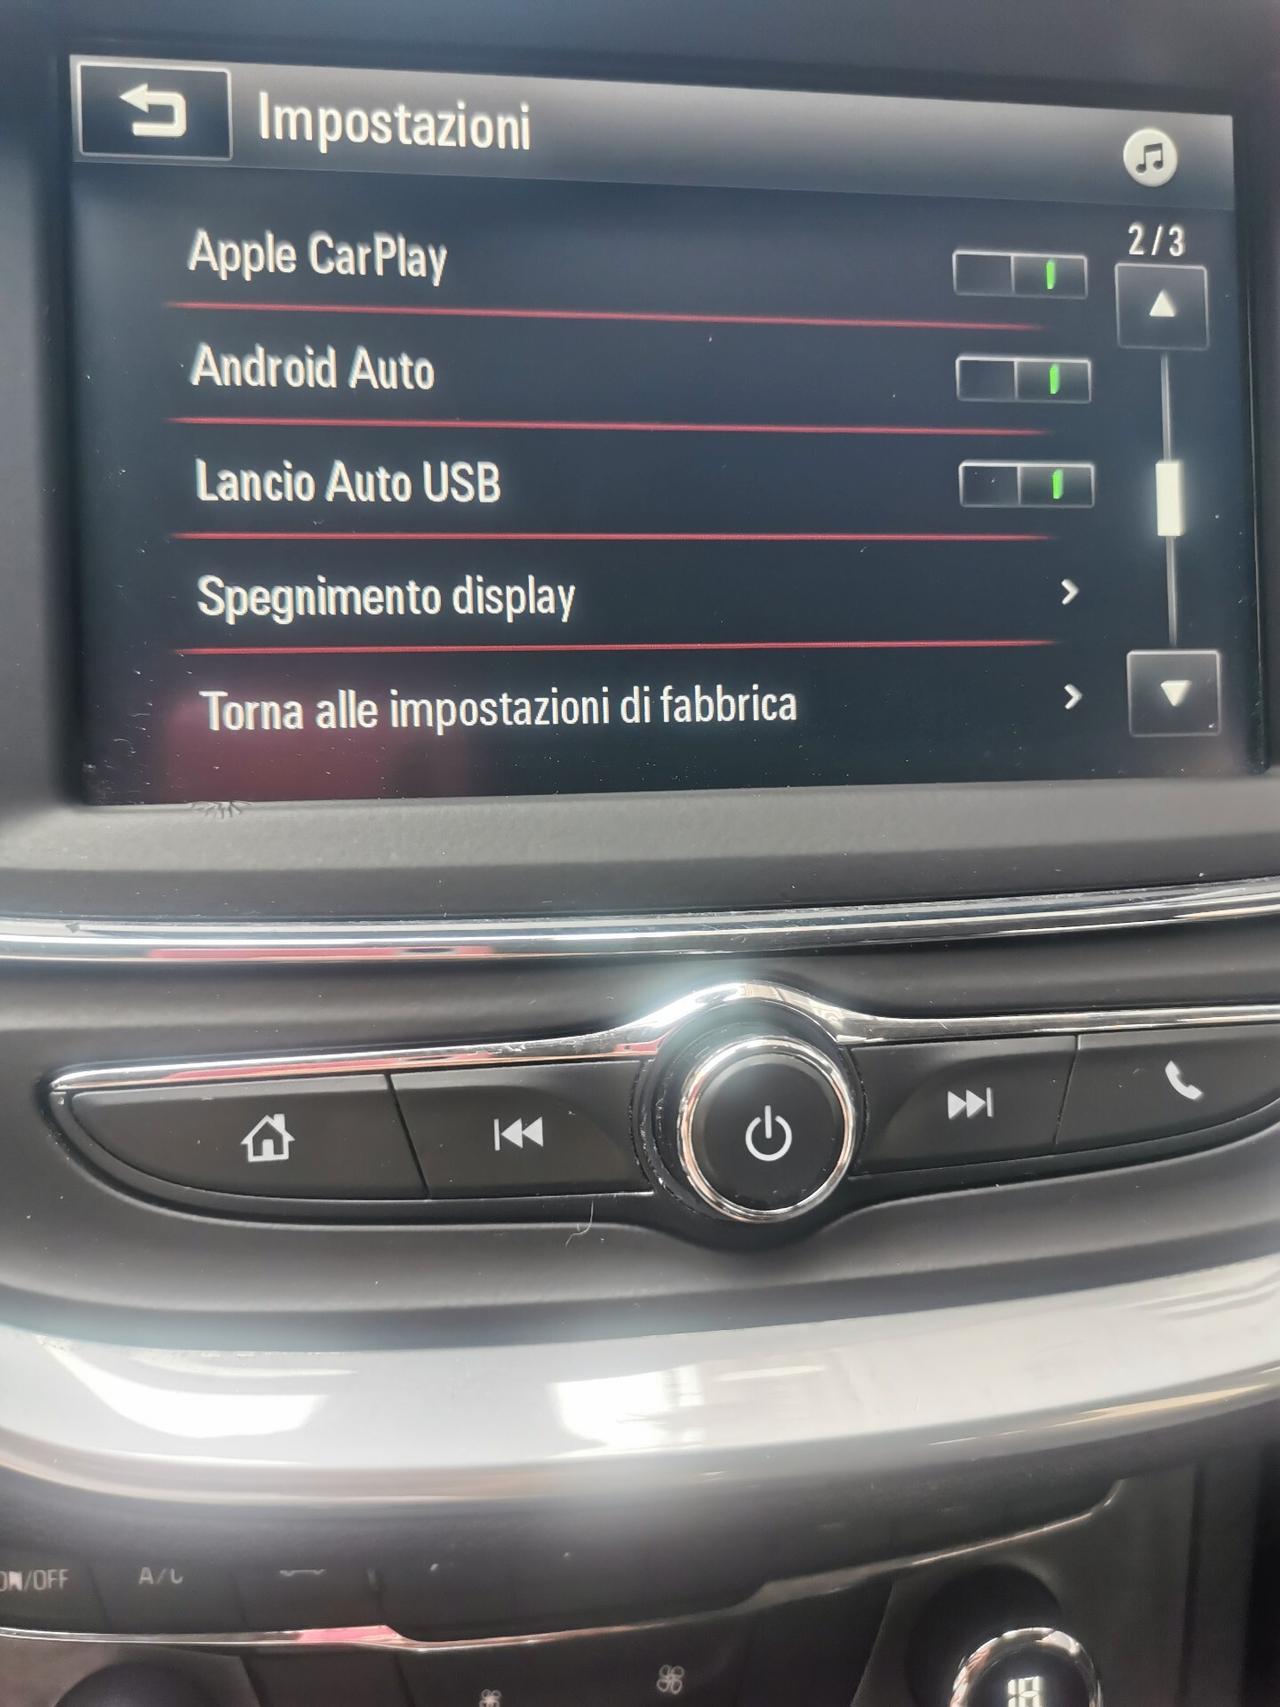 Impostazioni
2/3
Apple CarPlay
Android Auto
Lancio Auto USB
Spegnimento display
Torna alle impostazioni di fabbrica
ON/OFF
A/C
18